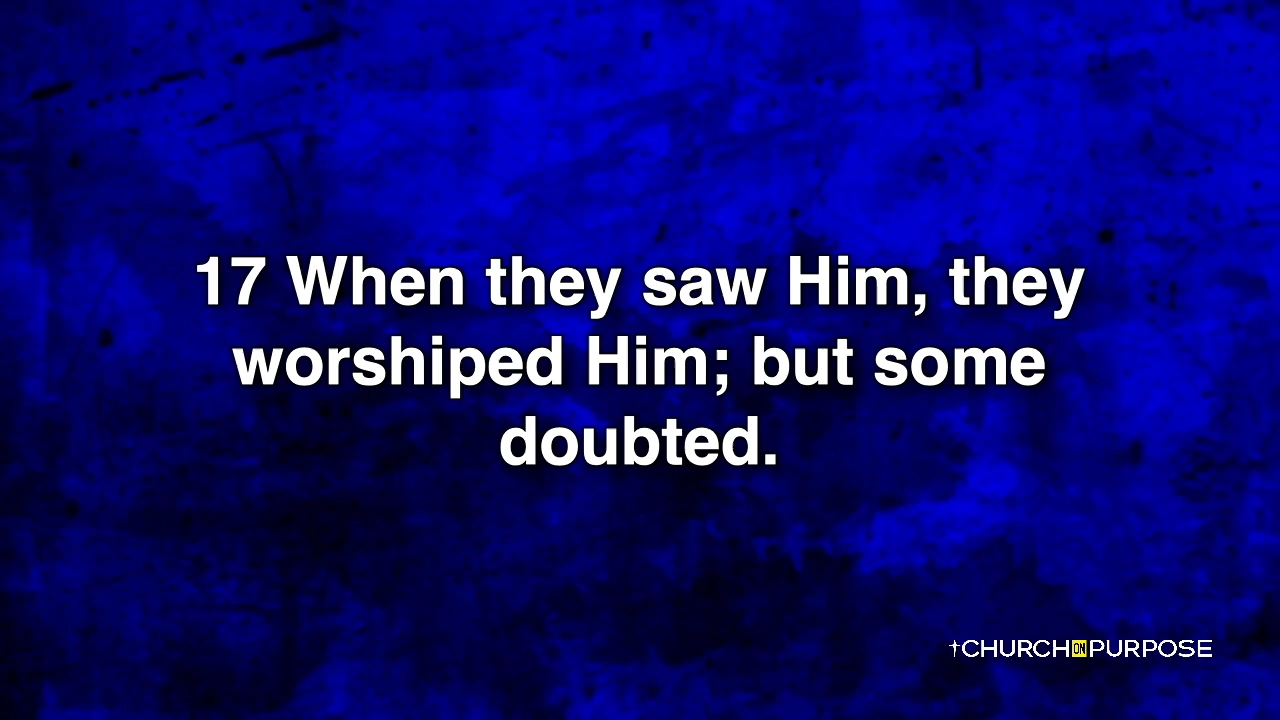 17 When they saw Him, they
worshiped Him; but some
doubted.
CHURCH ON PURPOSE